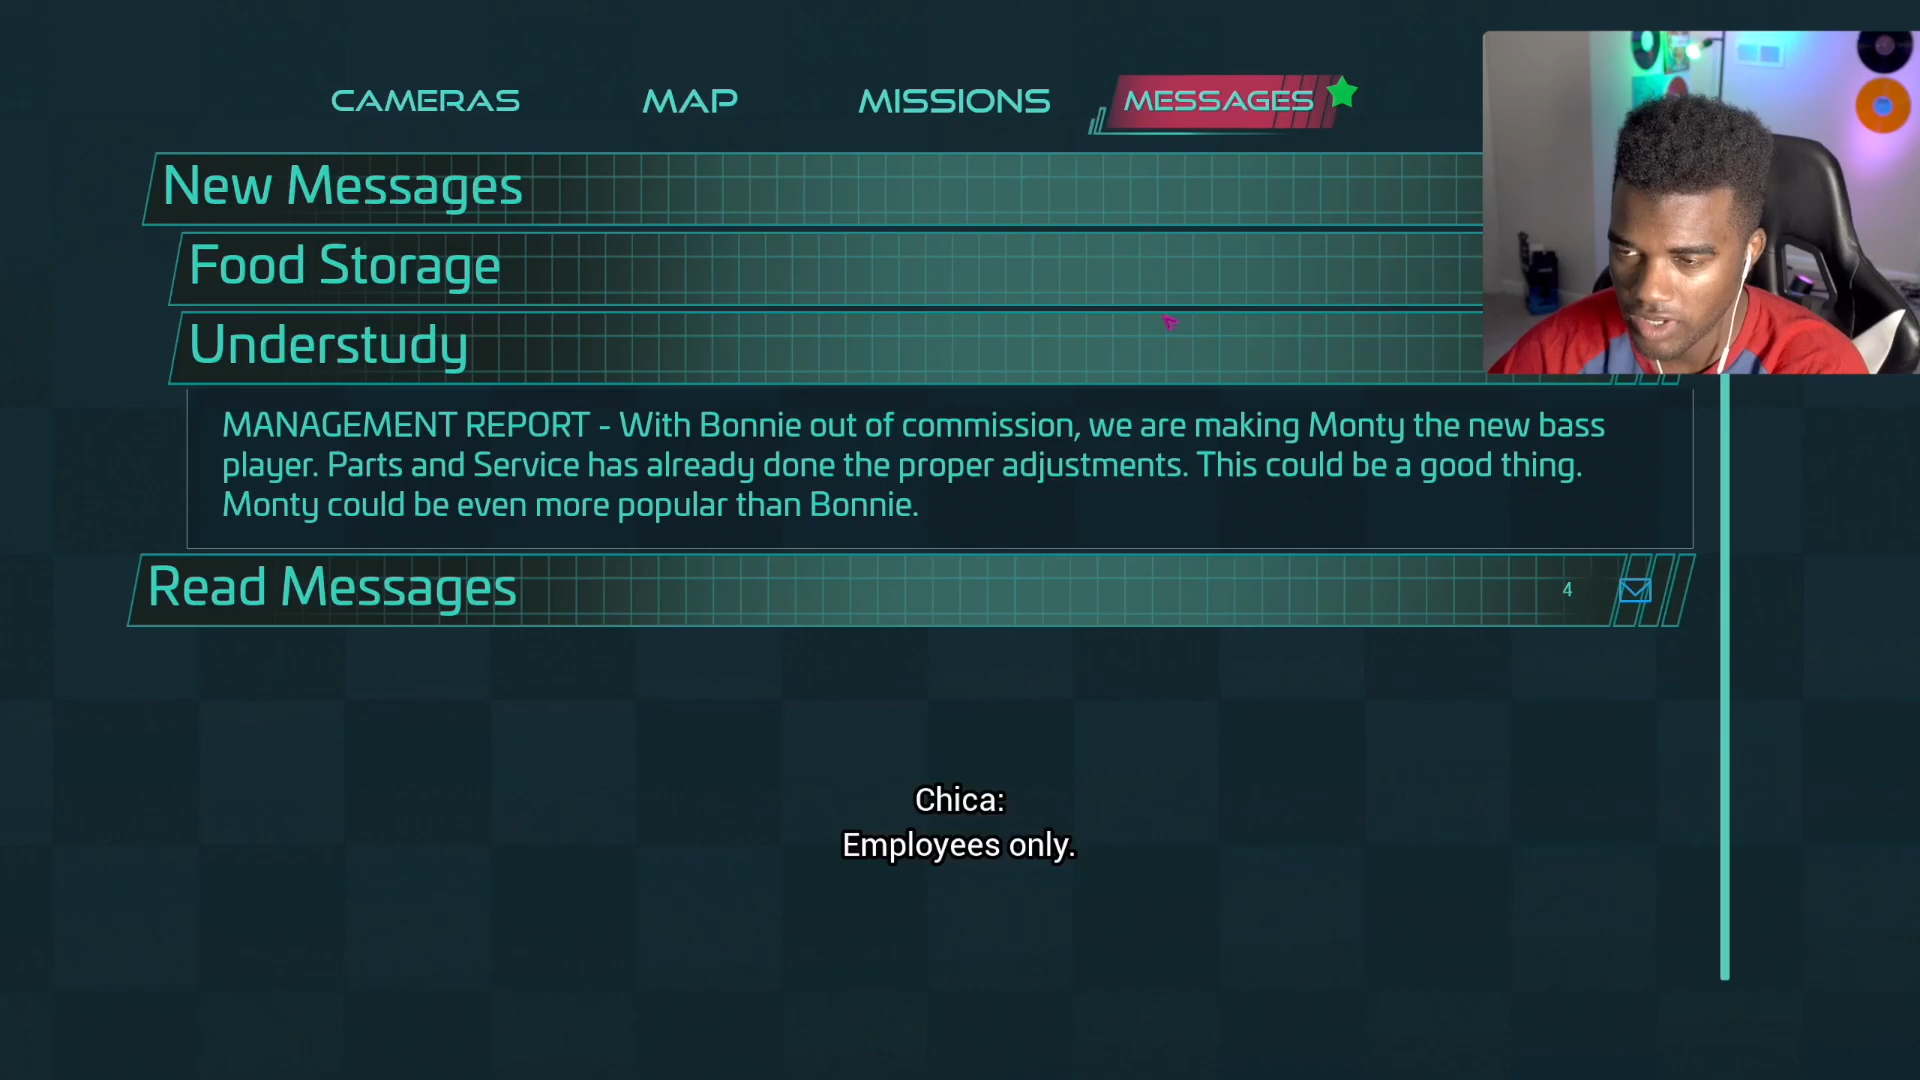 CAMERAS MAP MISSIONS MESSAGES
New Messages
Food Storage
Understudy
MANAGEMENT REPORT - With Bonnie out of commission, we are making Monty the new bass
player. Parts and Service has already done the proper adjustments. This could be a good thing.
Monty could be even more popular than Bonnie.
Read Messages 4
Chica:
Employees only.